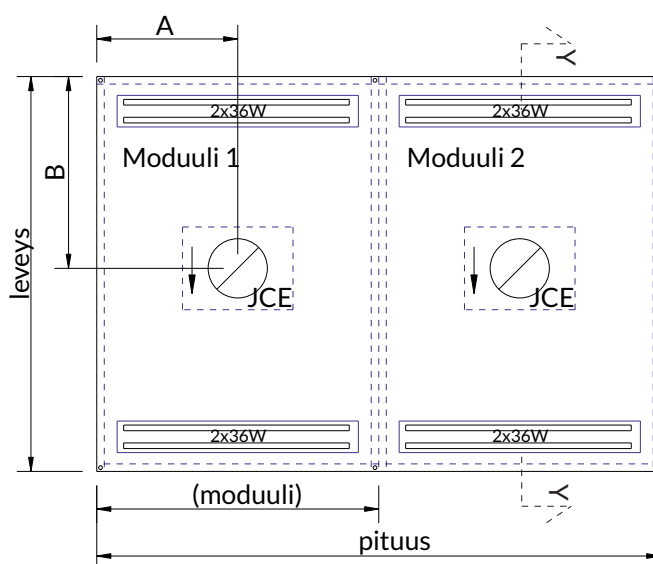 A
Y
2x36W
2x36W
B
Moduuli 1
Moduuli 2
leveys
JCE
JCE
2x36W
2x36W
(moduuli)
Y
pituus